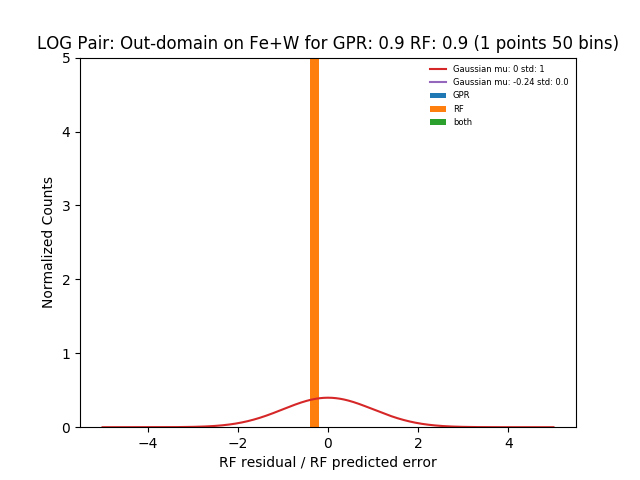 LOG Pair: Out-domain on Fe+W for GPR: 0.9 RF: 0.9 (1 points 50 bins)
Gaussian mu: 0 std: 1
Gaussian mu: -0.24 std: 0.0
GPR
RF
both
Normalized Counts
5
4
3
2
1
0
−4 −2 0 2 4
RF residual / RF predicted error